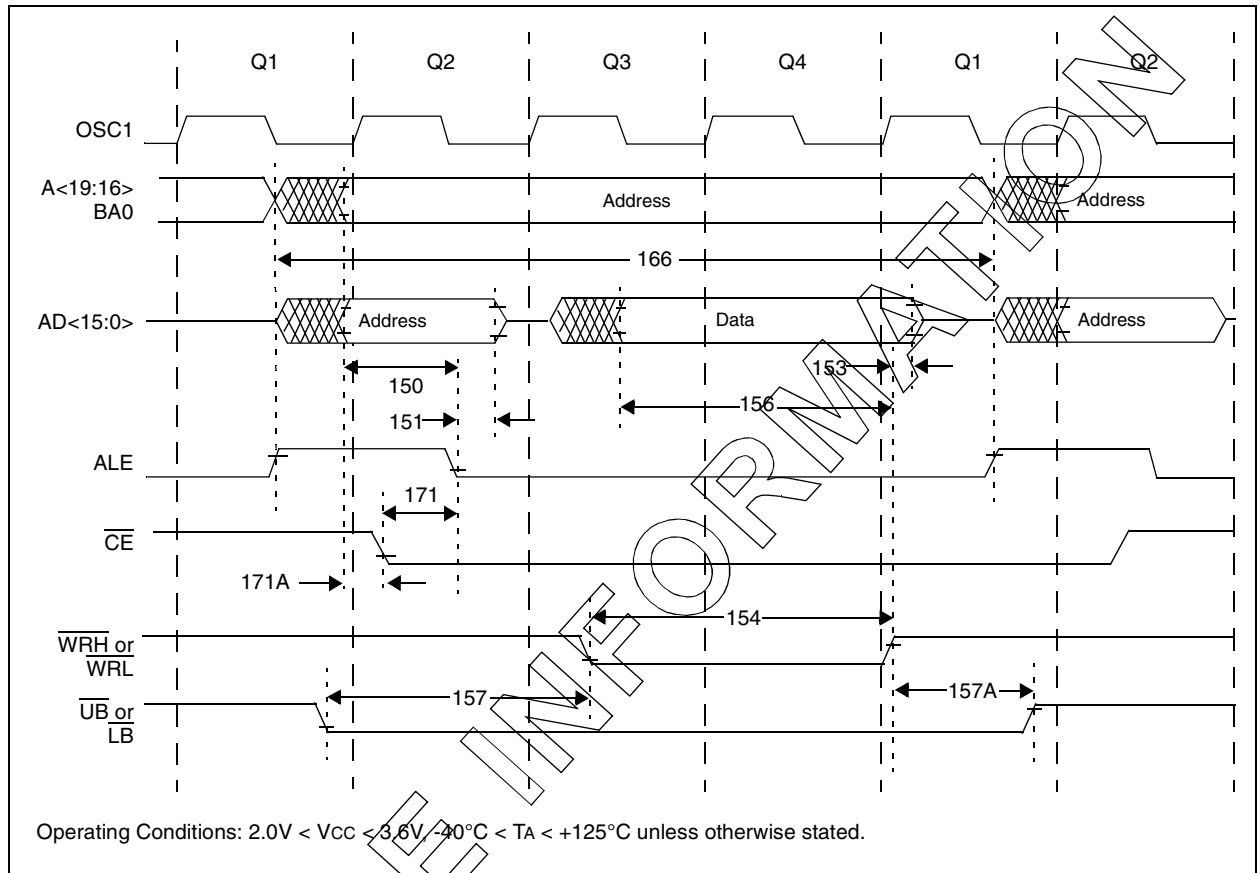 Q1 Q2 Q3 Q4 Q1 Q2
OSC1
A<19:16>
BA0
Address
Address
166
AD<15:0>
Address
Data
Address
150
153
151
156
ALE
171
CE
171A
WRH or
WRL
154
157
157A
UB or
LB
Operating Conditions: 2.0V < VCC < 3.6V, -40°C < TA < +125°C unless otherwise stated.
E INFORMATION